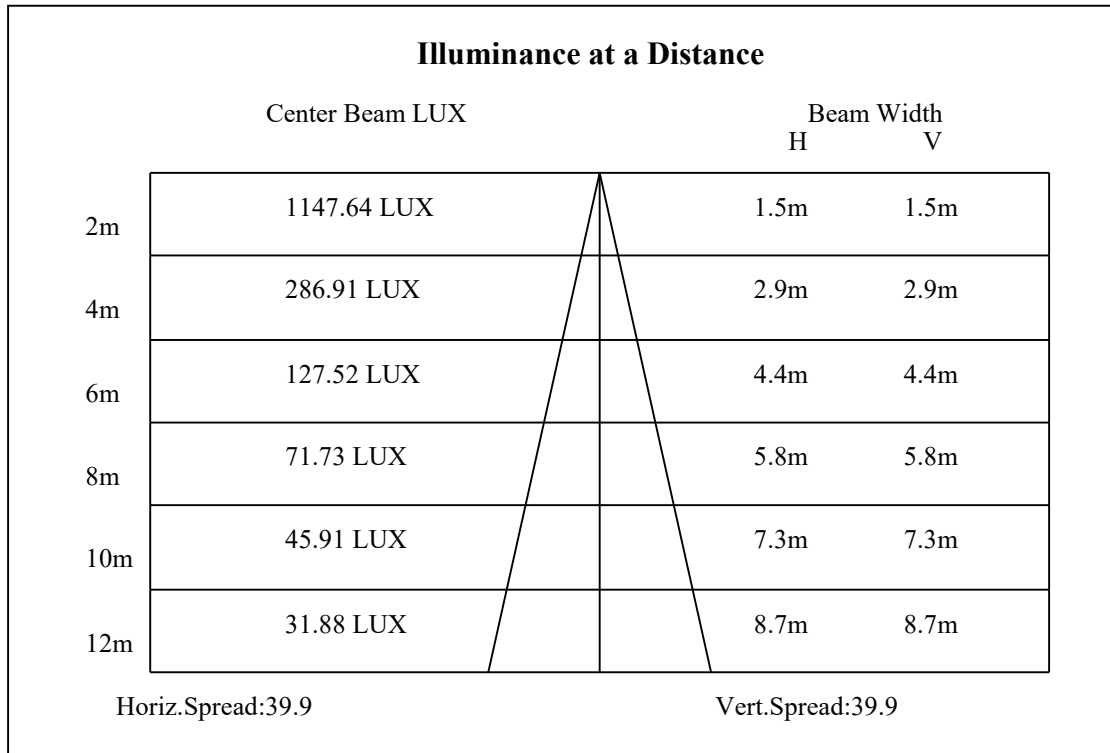 Illuminance at a Distance
Center Beam LUX Beam Width
H V
2m 1147.64 LUX 1.5m 1.5m
4m 286.91 LUX 2.9m 2.9m
6m 127.52 LUX 4.4m 4.4m
8m 71.73 LUX 5.8m 5.8m
10m 45.91 LUX 7.3m 7.3m
12m 31.88 LUX 8.7m 8.7m
Horiz.Spread:39.9 Vert.Spread:39.9